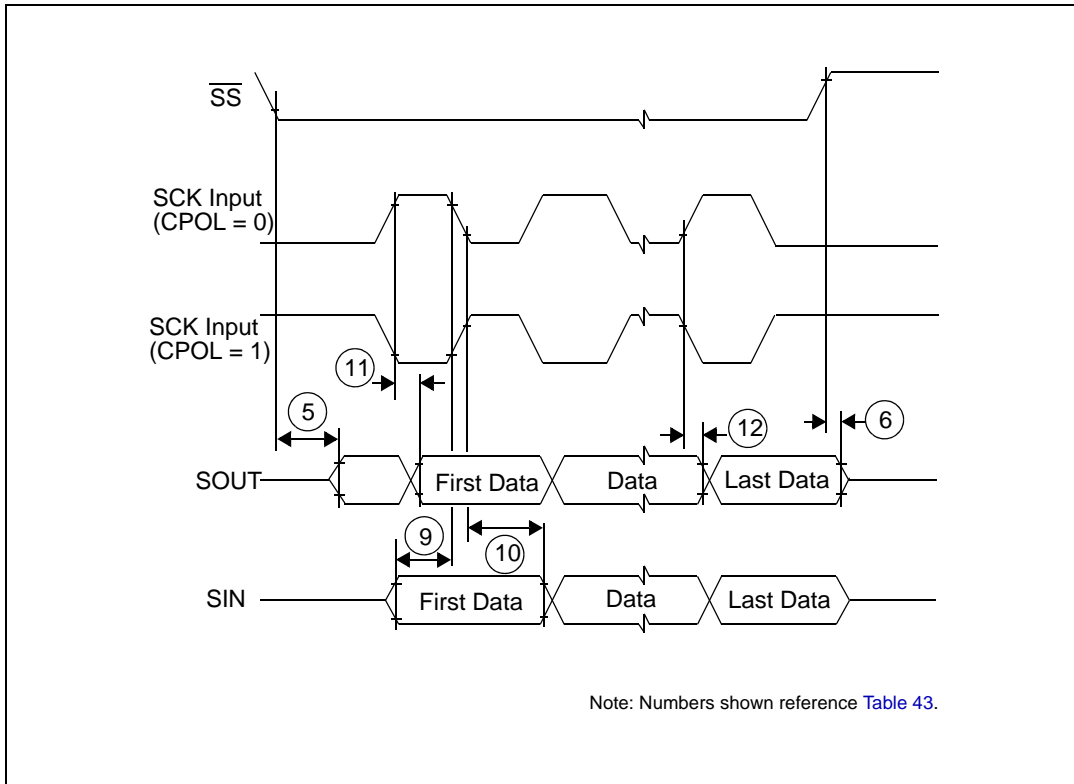 SS
SCK Input
(CPOL = 0)
SCK Input
(CPOL = 1)
11
5
12
6
SOUT
First Data
Data
Last Data
9
10
SIN
First Data
Data
Last Data
Note: Numbers shown reference Table 43.